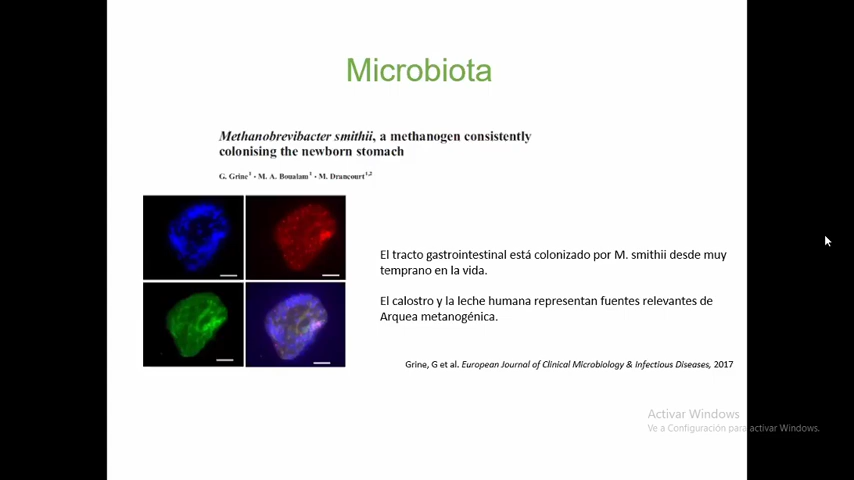 Microbiota
Methanobrevibacter smithii, a methanogen consistently
colonising the newborn stomach
G. Grine1 · M. A. Boualam1 · M. Drancourt1,2
El tracto gastrointestinal está colonizado por M. smithii desde muy
temprano en la vida.
El calostro y la leche humana representan fuentes relevantes de
Arquea metanogénica.
Grine, G et al. European Journal of Clinical Microbiology & Infectious Diseases, 2017
Activar Windows
Ve a Configuración para activar Windows.